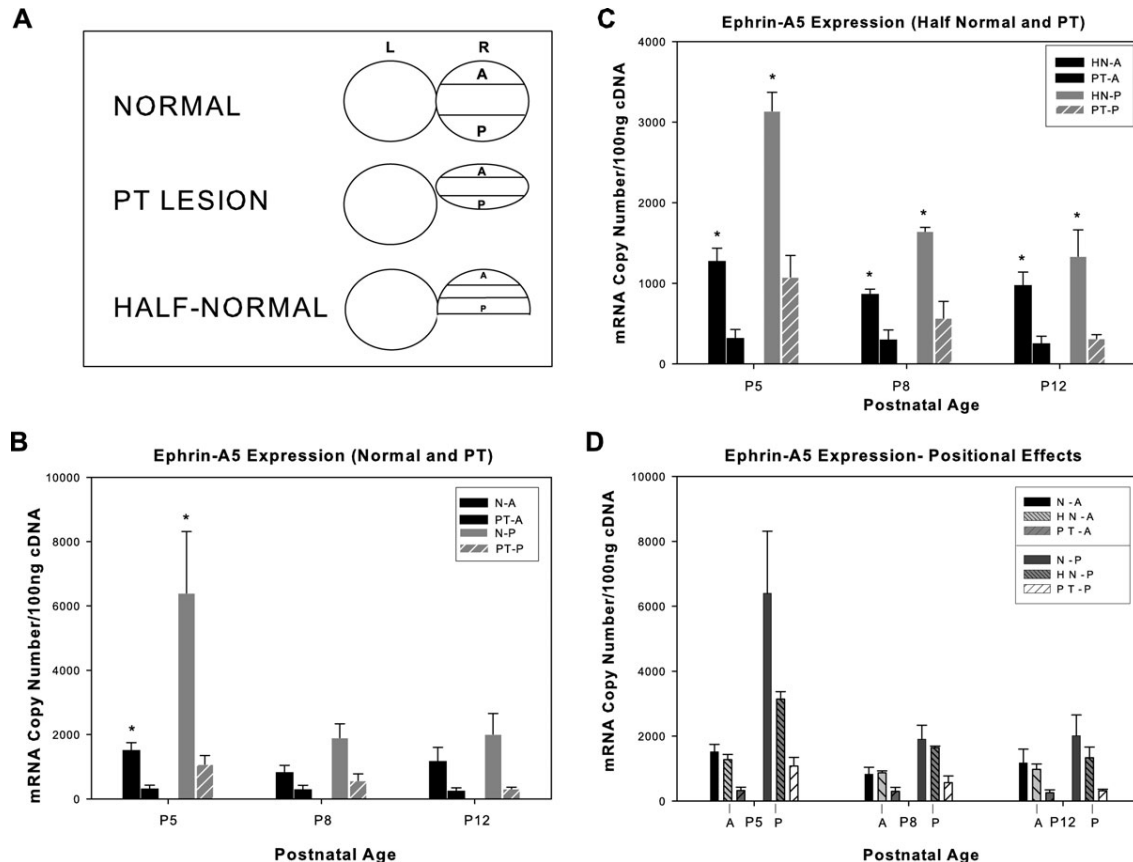 A
L R
NORMAL
A
P
PT LESION
A
P
HALF-NORMAL
A
P
B
Ephrin-A5 Expression (Normal and PT)
mRNA Copy Number/100ng cDNA
10000
8000
6000
4000
2000
0
N-A
PT-A
N-P
PT-P
*
*
P5 P8 P12
Postnatal Age
C
Ephrin-A5 Expression (Half Normal and PT)
mRNA Copy Number/100ng cDNA
4000
3000
2000
1000
0
HN-A
PT-A
HN-P
PT-P
*
*
*
*
*
*
P5 P8 P12
Postnatal Age
D
Ephrin-A5 Expression- Positional Effects
mRNA Copy Number/100ng cDNA
10000
8000
6000
4000
2000
0
N-A
HN-A
PT-A
N-P
HN-P
PT-P
A P5 P A P8 P A P12 P
Postnatal Age